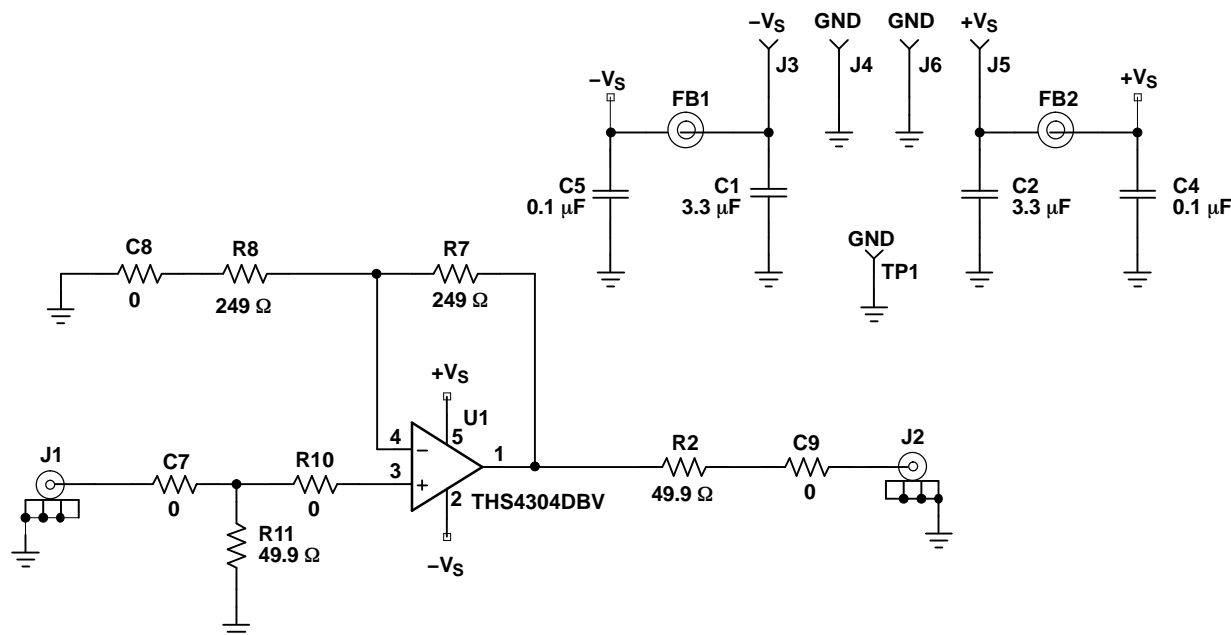 −VS
GND
GND
+VS
J3
J4
J6
J5
−VS
FB1
FB2
+VS
C5
0.1 μF
C1
3.3 μF
C2
3.3 μF
C4
0.1 μF
GND
TP1
C8
0
R8
249 Ω
R7
249 Ω
+VS
U1
5
4
−
3
+
1
2
THS4304DBV
−VS
J1
C7
0
R10
0
R11
49.9 Ω
R2
49.9 Ω
C9
0
J2